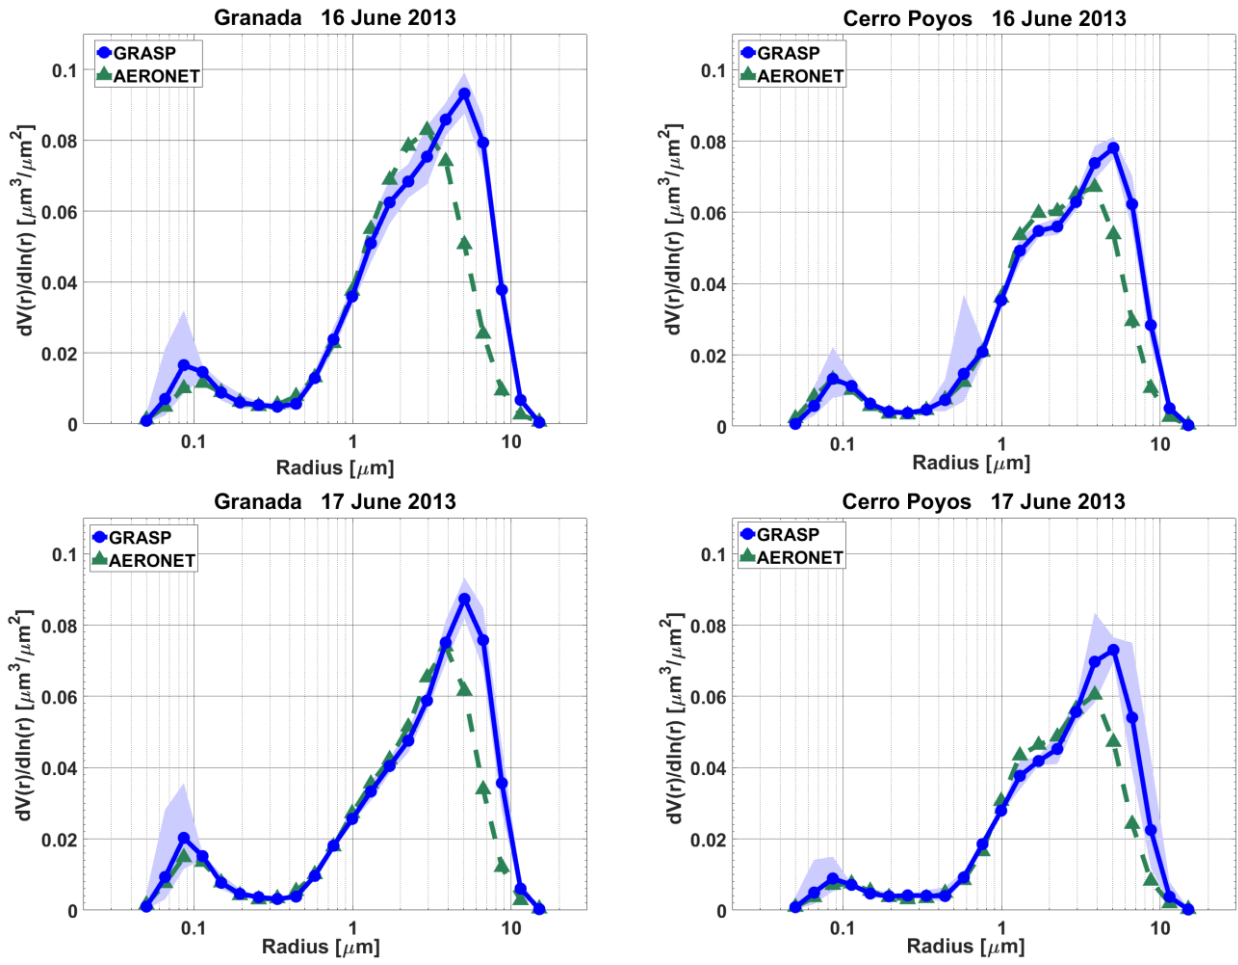 Granada 16 June 2013
GRASP
AERONET
0.1
0.08
0.06
0.04
0.02
0
dV(r)/dln(r) [μm³/μm²]
0.1 1 10
Radius [μm]
Cerro Poyos 16 June 2013
GRASP
AERONET
0.1
0.08
0.06
0.04
0.02
0
dV(r)/dln(r) [μm³/μm²]
0.1 1 10
Radius [μm]
Granada 17 June 2013
GRASP
AERONET
0.1
0.08
0.06
0.04
0.02
0
dV(r)/dln(r) [μm³/μm²]
0.1 1 10
Radius [μm]
Cerro Poyos 17 June 2013
GRASP
AERONET
0.1
0.08
0.06
0.04
0.02
0
dV(r)/dln(r) [μm³/μm²]
0.1 1 10
Radius [μm]